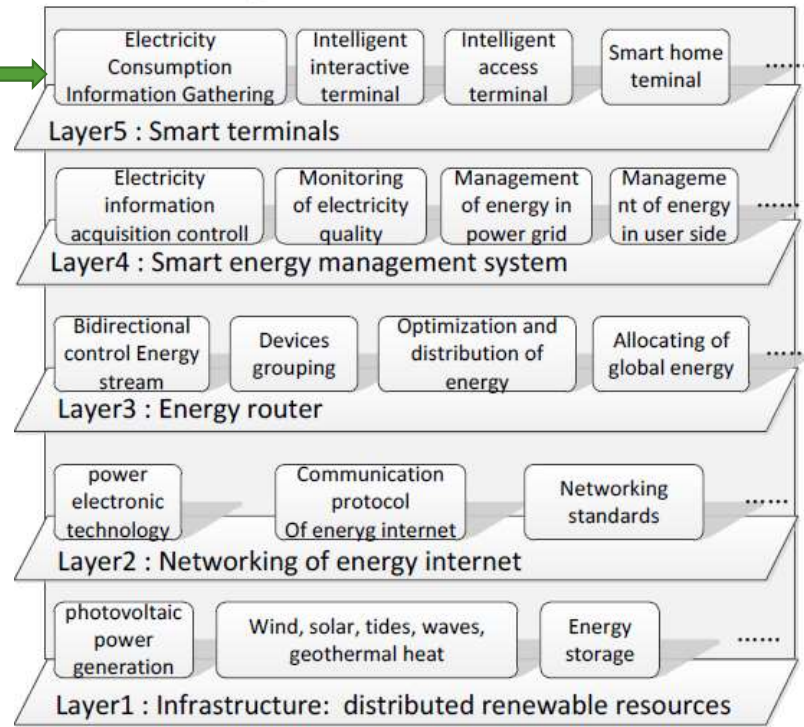 Electricity
Consumption
Information Gathering
Intelligent
interactive
terminal
Intelligent
access
terminal
Smart home
teminal
......
Layer5 : Smart terminals
Electricity
information
acquisition controll
Monitoring
of electricity
quality
Management
of energy in
power grid
Manageme
nt of energy
in user side
......
Layer4 : Smart energy management system
Bidirectional
control Energy
stream
Devices
grouping
Optimization and
distribution of
energy
Allocating of
global energy
......
Layer3 : Energy router
power
electronic
technology
Communication
protocol
Of eneryg internet
Networking
standards
......
Layer2 : Networking of energy internet
photovoltaic
power
generation
Wind, solar, tides, waves,
geothermal heat
Energy
storage
......
Layer1 : Infrastructure: distributed renewable resources